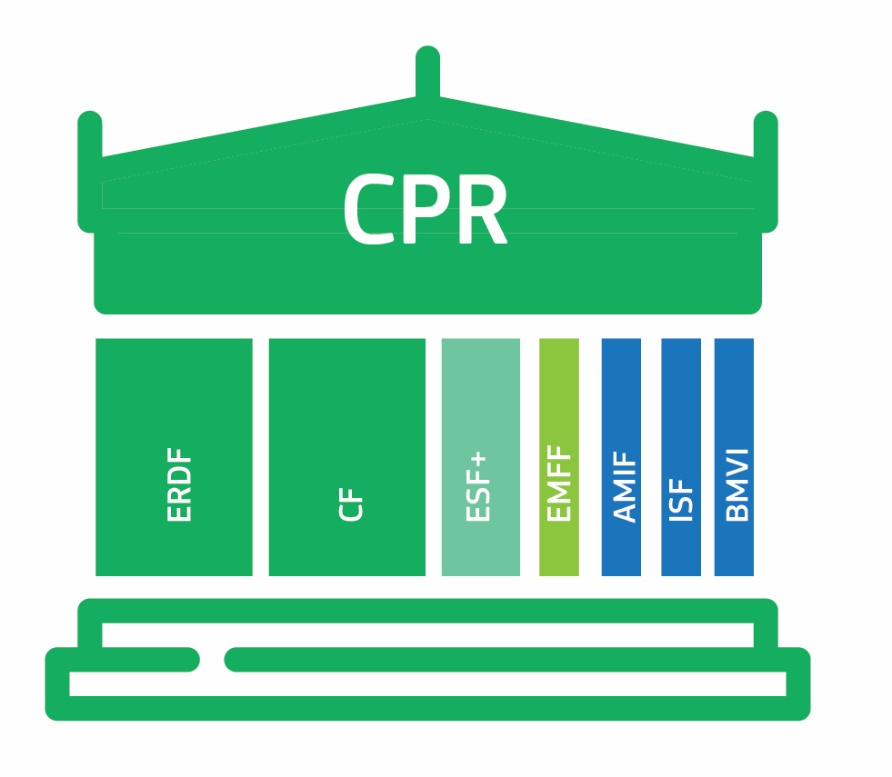 CPR
ERDF
CF
ESF+
EMFF
AMIF
ISF
BMVI